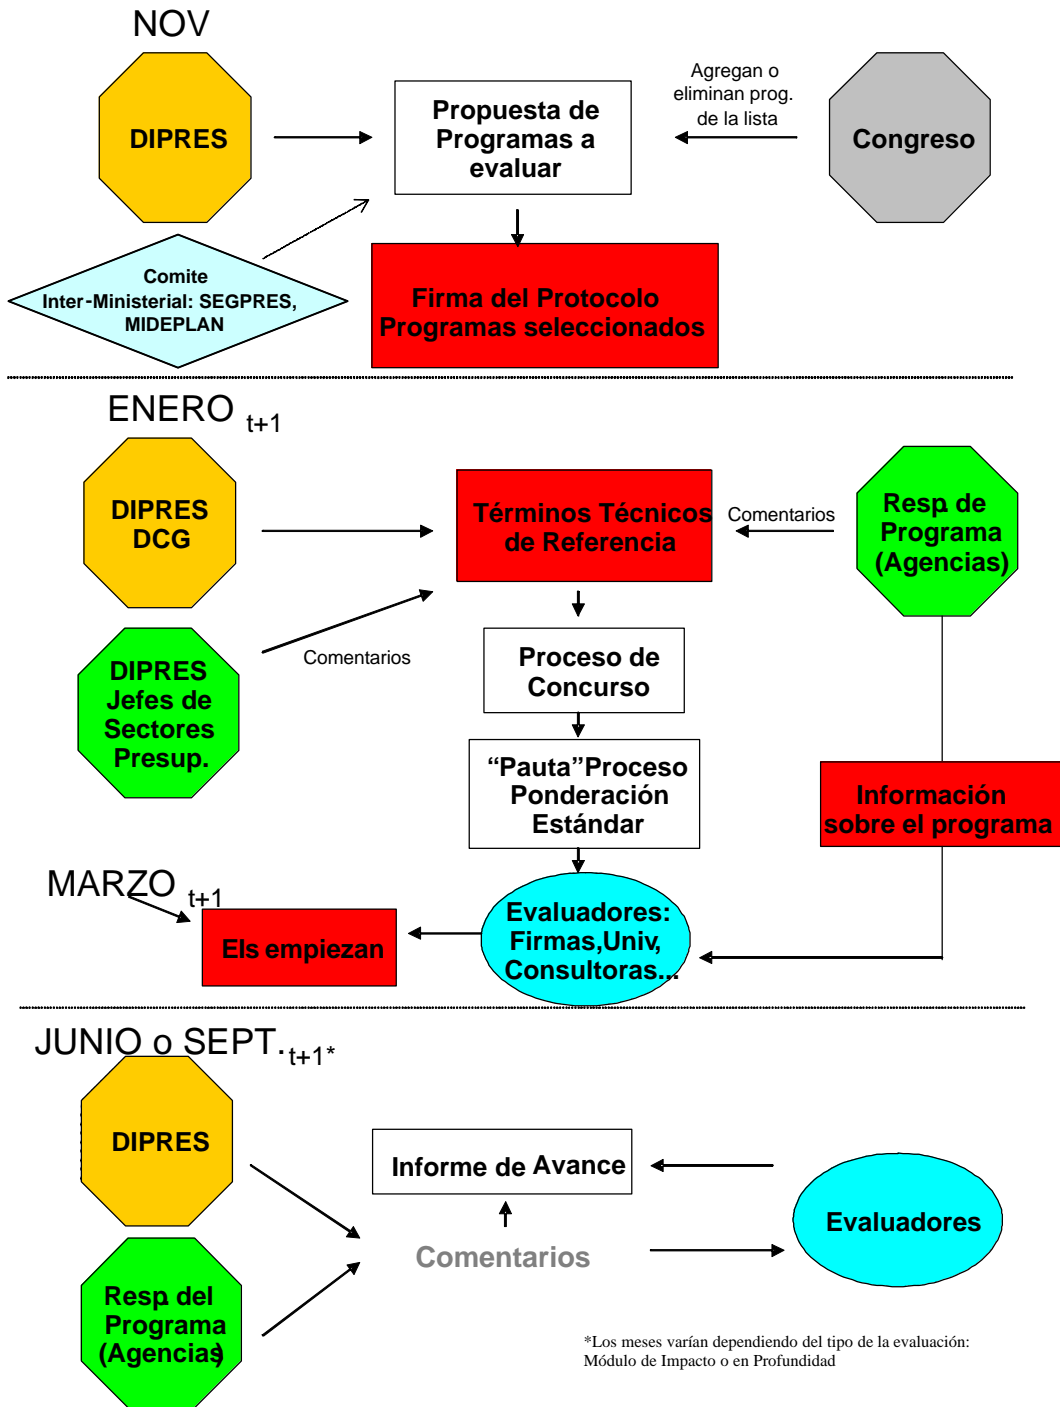 NOV
DIPRES
Propuesta de
Programas a
evaluar
Agregan o
eliminan prog.
de la lista
Congreso
Comite
Inter-Ministerial: SEGPRES,
MIDEPLAN
Firma del Protocolo
Programas seleccionados
ENERO t+1
DIPRES
DCG
Términos Técnicos
de Referencia
Comentarios
Resp. de
Programa
(Agencias)
DIPRES
Jefes de
Sectores
Presup.
Comentarios
Proceso de
Concurso
“Pauta”Proceso
Ponderación
Estándar
Información
sobre el programa
MARZO t+1
EIs empiezan
Evaluadores:
Firmas,Univ,
Consultoras...
JUNIO o SEPT. t+1*
DIPRES
Informe de Avance
Evaluadores
Comentarios
Resp. del
Programa
(Agencias)
*Los meses varían dependiendo del tipo de la evaluación:
Módulo de Impacto o en Profundidad